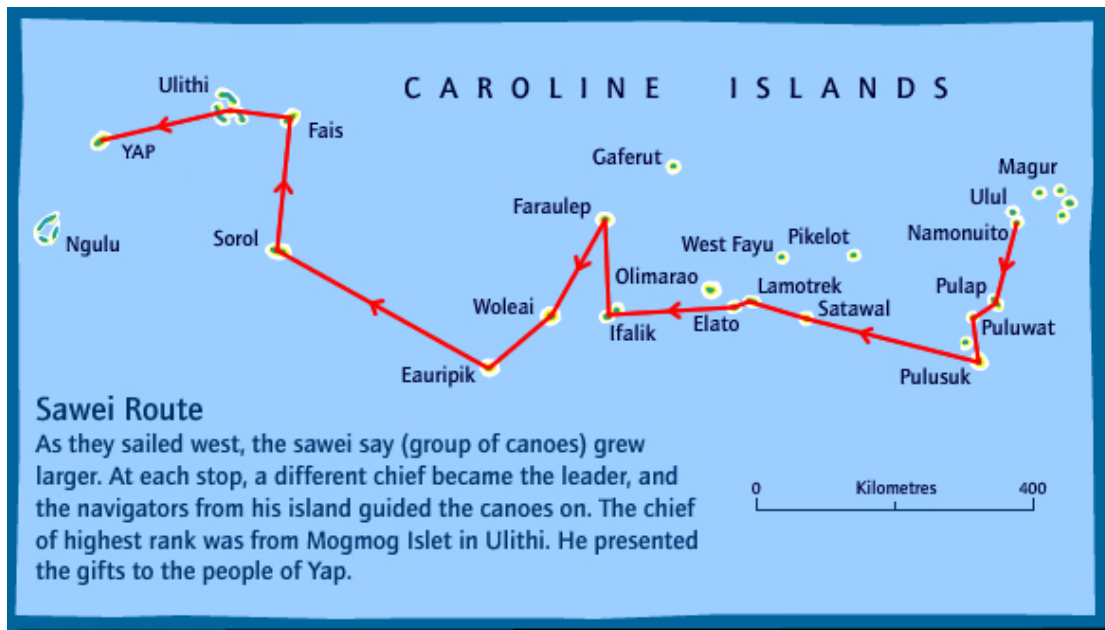 Ulithi
CAROLINE ISLANDS
Fais
YAP
Gaferut
Magur
Ulul
Faraulep
Namonuito
Sorol
West Fayu
Pikelot
Ngulu
Olimarao
Pulap
Lamotrek
Woleai
Satawal
Elato
Ifalik
Puluwat
Eauripik
Pulusuk
Sawei Route
As they sailed west, the sawei say (group of canoes) grew
larger. At each stop, a different chief became the leader, and
the navigators from his island guided the canoes on. The chief
of highest rank was from Mogmog Islet in Ulithi. He presented
the gifts to the people of Yap.
0 Kilometres 400